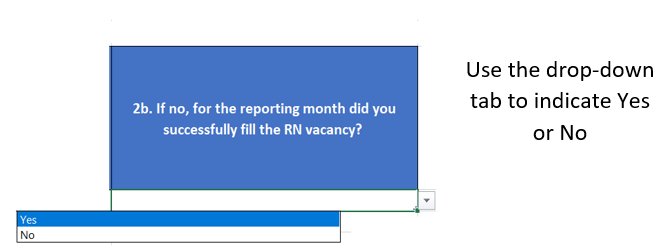 2b. If no, for the reporting month did you
successfully fill the RN vacancy?
Use the drop-down
tab to indicate Yes
or No
Yes
No